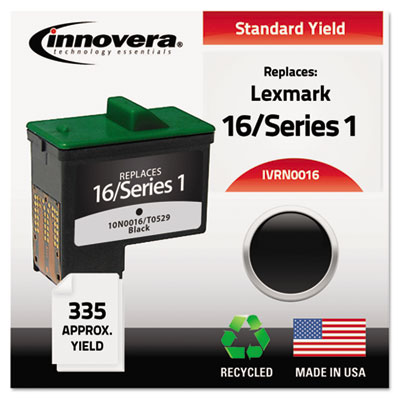 innovera
technology essentials
Standard Yield
Replaces:
Lexmark
16/Series 1
IVRN0016
REPLACES
16/Series 1
10N0016/T0529
Black
335
APPROX.
YIELD
RECYCLED
MADE IN USA